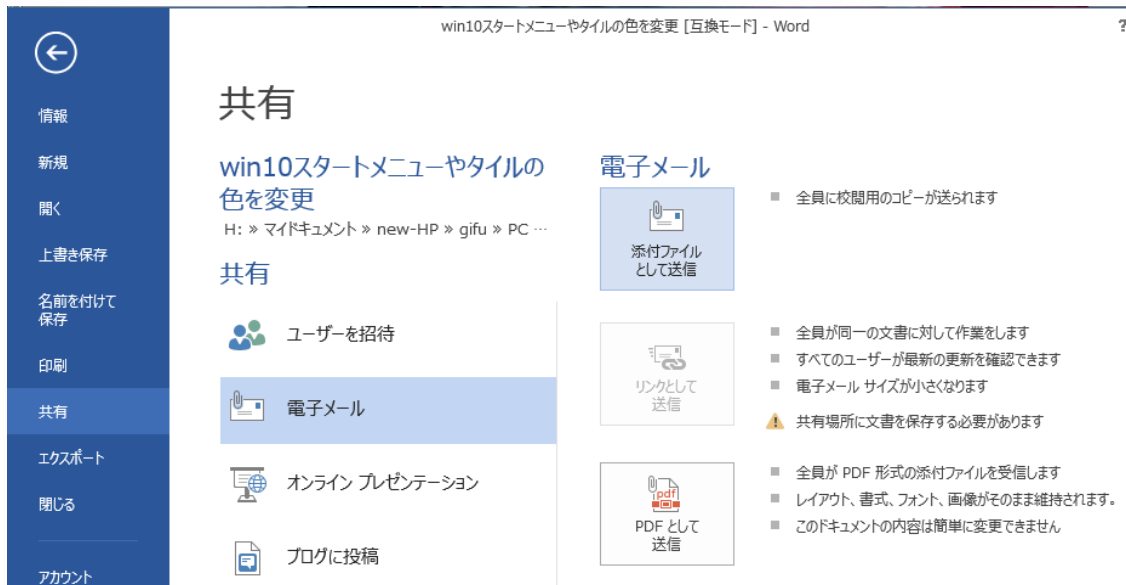 win10スタートメニューやタイルの色を変更 [互換モード] - Word
?
情報
新規
開く
上書き保存
名前を付けて
保存
印刷
共有
エクスポート
閉じる
アカウント
共有
win10スタートメニューやタイルの
色を変更
H: » マイドキュメント » new-HP » gifu » PC …
共有
ユーザーを招待
電子メール
オンライン プレゼンテーション
ブログに投稿
電子メール
添付ファイル
として送信
■ 全員に校閲用のコピーが送られます
リンクとして
送信
■ 全員が同一の文書に対して作業をします
■ すべてのユーザーが最新の更新を確認できます
■ 電子メール サイズが小さくなります
共有場所に文書を保存する必要があります
pdf
PDF として
送信
■ 全員が PDF 形式の添付ファイルを受信します
■ レイアウト、書式、フォント、画像がそのまま維持されます。
■ このドキュメントの内容は簡単に変更できません